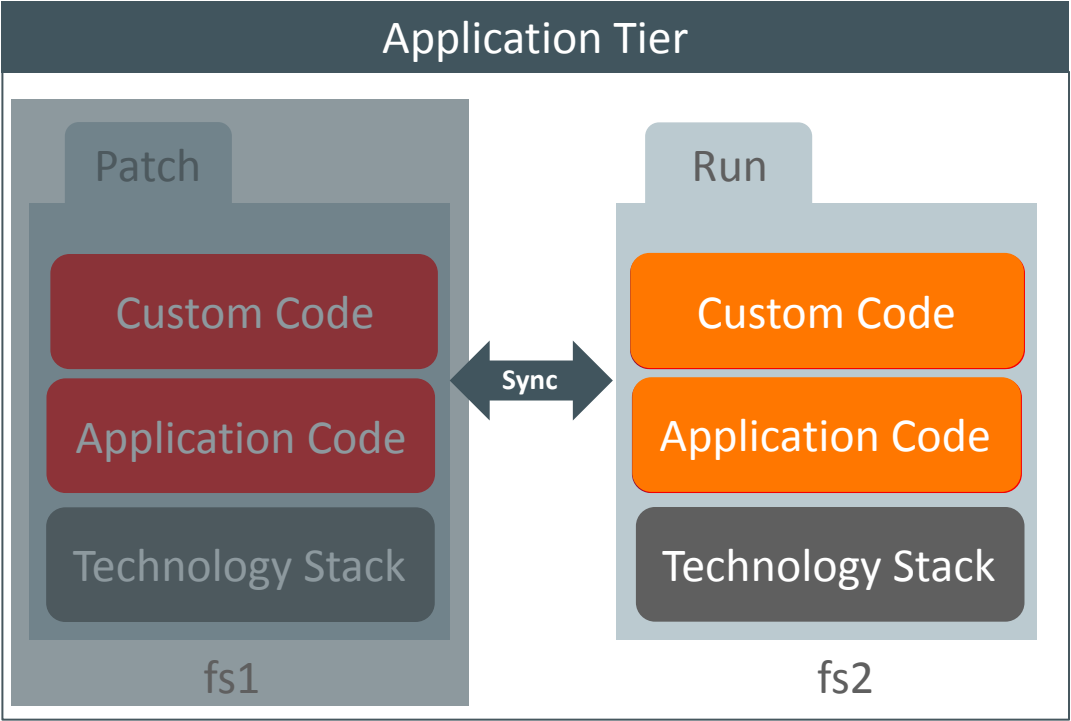 Application Tier
Patch
Custom Code
Application Code
Technology Stack
fs1
Sync
Run
Custom Code
Application Code
Technology Stack
fs2